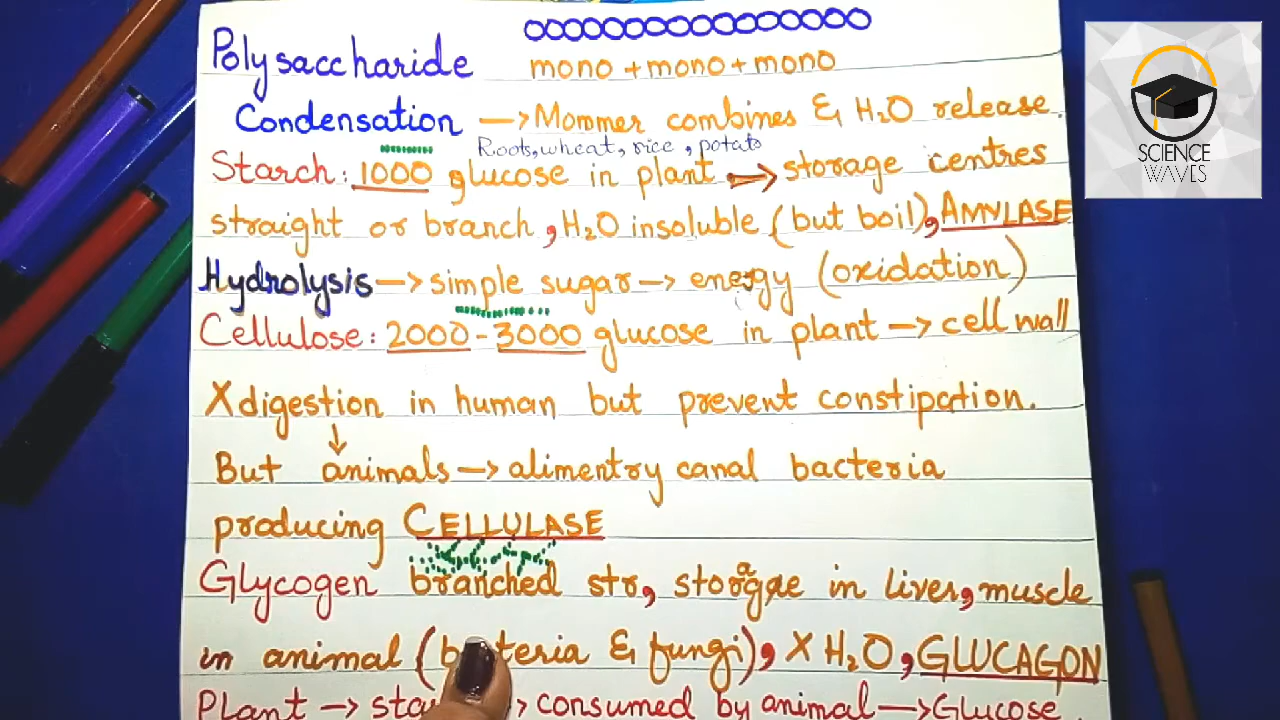 Polysaccharide mono + mono + mono
Condensation → Mommer combines & H₂O release.
Roots, wheat, rice, potato
Starch: 1000 glucose in plant → storage centres
straight or branch, H₂O insoluble (but boil), AMYLASE
Hydrolysis → simple sugar → energy (oxidation)
Cellulose: 2000 - 3000 glucose in plant → cell wall
X digestion in human but prevent constipation.
↓
But animals → alimentry canal bacteria
producing CELLULASE
Glycogen branched str, storage in liver, muscle
in animal ( & fungi), X H₂O, GLUCAGON
Plant → → consumed by animal → Glucose.
SCIENCE
WAVES